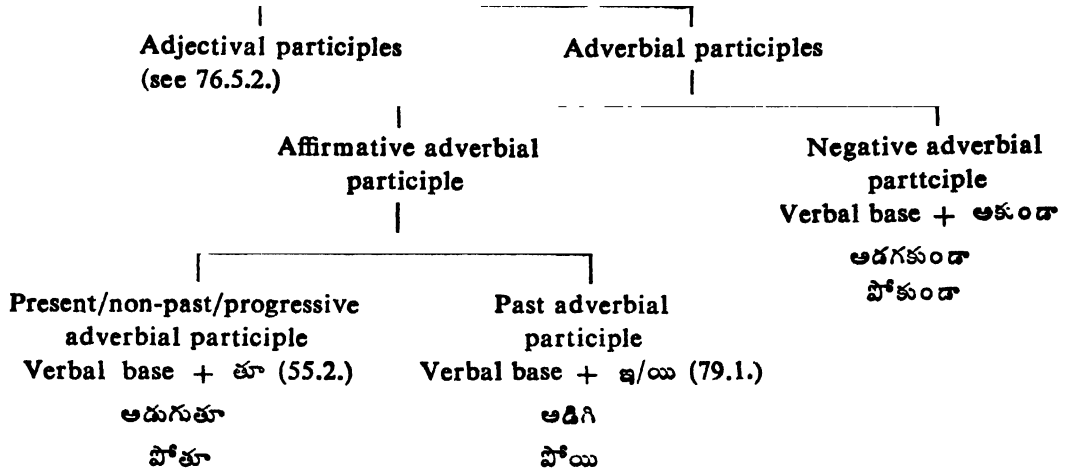 Adjectival participles
(see 76.5.2.)
Adverbial participles
Affirmative adverbial
participle
Negative adverbial
parttciple
Verbal base + అకుండా
అడగకుండా
పోకుండా
Present/non-past/progressive
adverbial participle
Verbal base + తూ (55.2.)
అడుగుతూ
పోతూ
Past adverbial
participle
Verbal base + ఇ/యి (79.1.)
అడిగి
పోయి